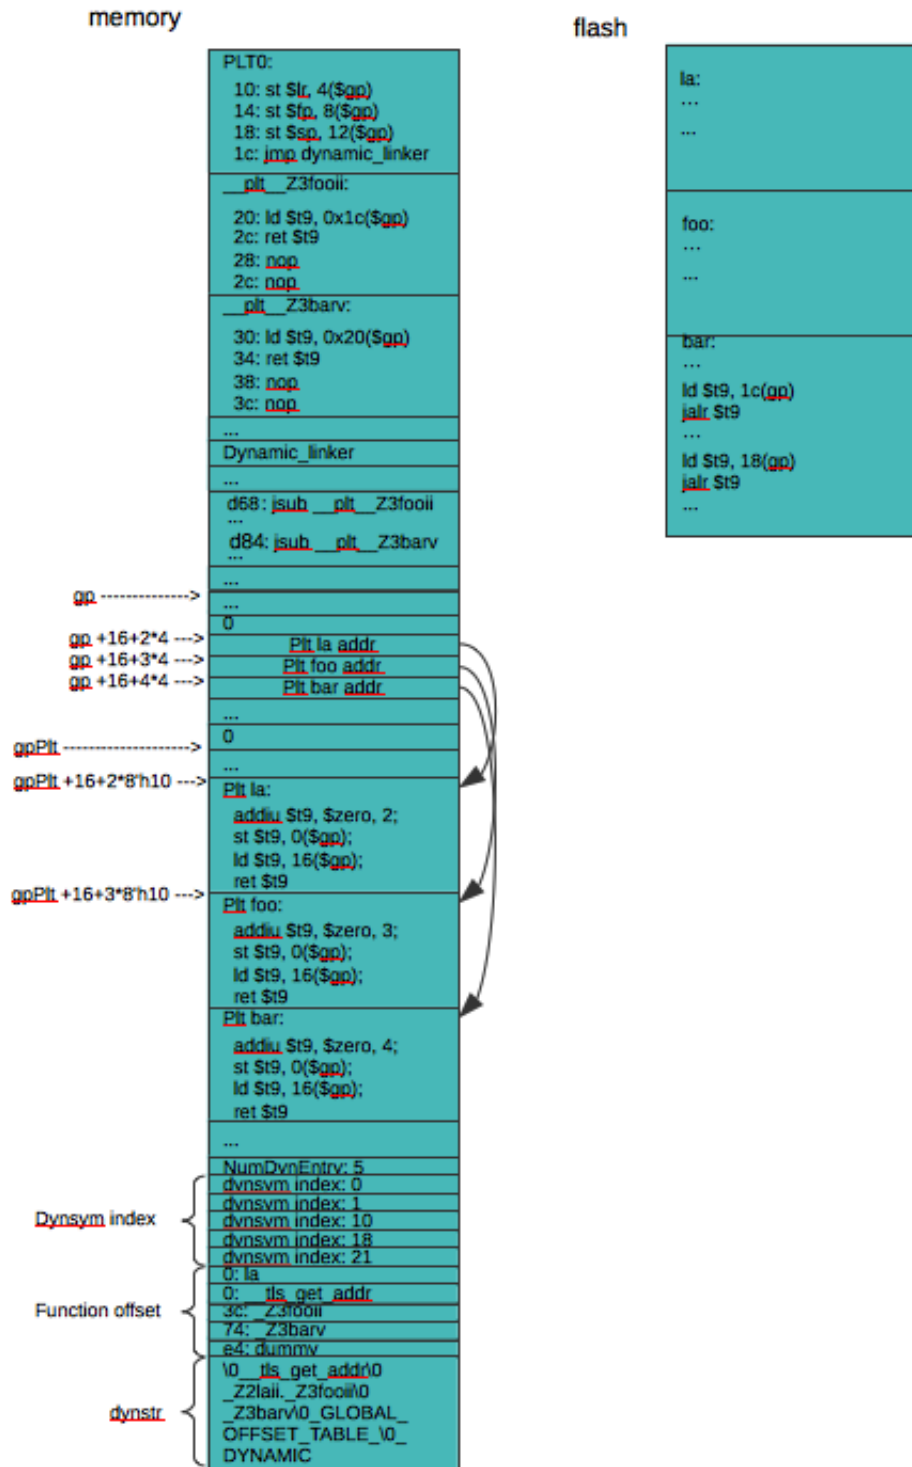 memory
flash
PLT0:
10: st $lr, 4($gp)
14: st $fp, 8($gp)
18: st $sp, 12($gp)
1c: jmp dynamic_linker
__plt__Z3fooii:
20: ld $t9, 0x1c($gp)
2c: ret $t9
28: nop
2c: nop
__plt__Z3barv:
30: ld $t9, 0x20($gp)
34: ret $t9
38: nop
3c: nop
...
Dynamic_linker
...
d68: jsub __plt__Z3fooii
...
d84: jsub __plt__Z3barv
...
...
gp -------------->
...
0
gp +16+2*4 --->
Plt la addr
gp +16+3*4 --->
Plt foo addr
gp +16+4*4 --->
Plt bar addr
...
0
gpPlt -------------------->
...
gpPlt +16+2*8'h10 --->
Plt la:
addiu $t9, $zero, 2;
st $t9, 0($gp);
ld $t9, 16($gp);
ret $t9
gpPlt +16+3*8'h10 --->
Plt foo:
addiu $t9, $zero, 3;
st $t9, 0($gp);
ld $t9, 16($gp);
ret $t9
Plt bar:
addiu $t9, $zero, 4;
st $t9, 0($gp);
ld $t9, 16($gp);
ret $t9
...
NumDynEntry: 5
Dynsym index
dynsym index: 0
dynsym index: 1
dynsym index: 10
dynsym index: 18
dynsym index: 21
Function offset
0: la
0: __tls_get_addr
3c: _Z3fooii
74: _Z3barv
e4: dummy
dynstr
\0__tls_get_addr\0
_Z2laii._Z3fooii\0
_Z3barv\0_GLOBAL_
OFFSET_TABLE_\0_
DYNAMIC
la:
...
...
foo:
...
...
bar:
...
ld $t9, 1c(gp)
jalr $t9
...
ld $t9, 18(gp)
jalr $t9
...